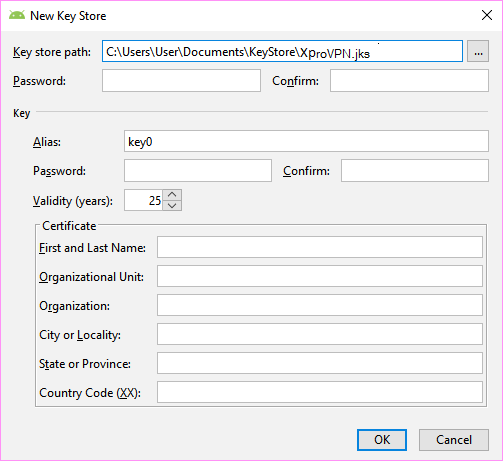 New Key Store
Key store path: C:\Users\User\Documents\KeyStore\XproVPN.jks ...
Password: Confirm:
Key
Alias: key0
Password: Confirm:
Validity (years): 25
Certificate
First and Last Name:
Organizational Unit:
Organization:
City or Locality:
State or Province:
Country Code (XX):
OK Cancel